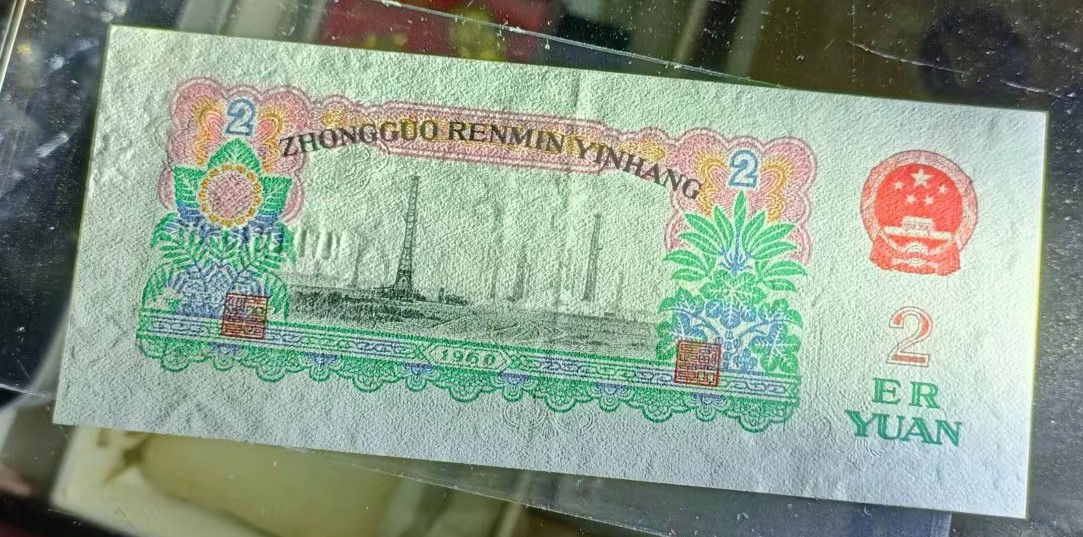 2
ZHONGGUO RENMIN YINHANG
2
1960
2
ER
YUAN